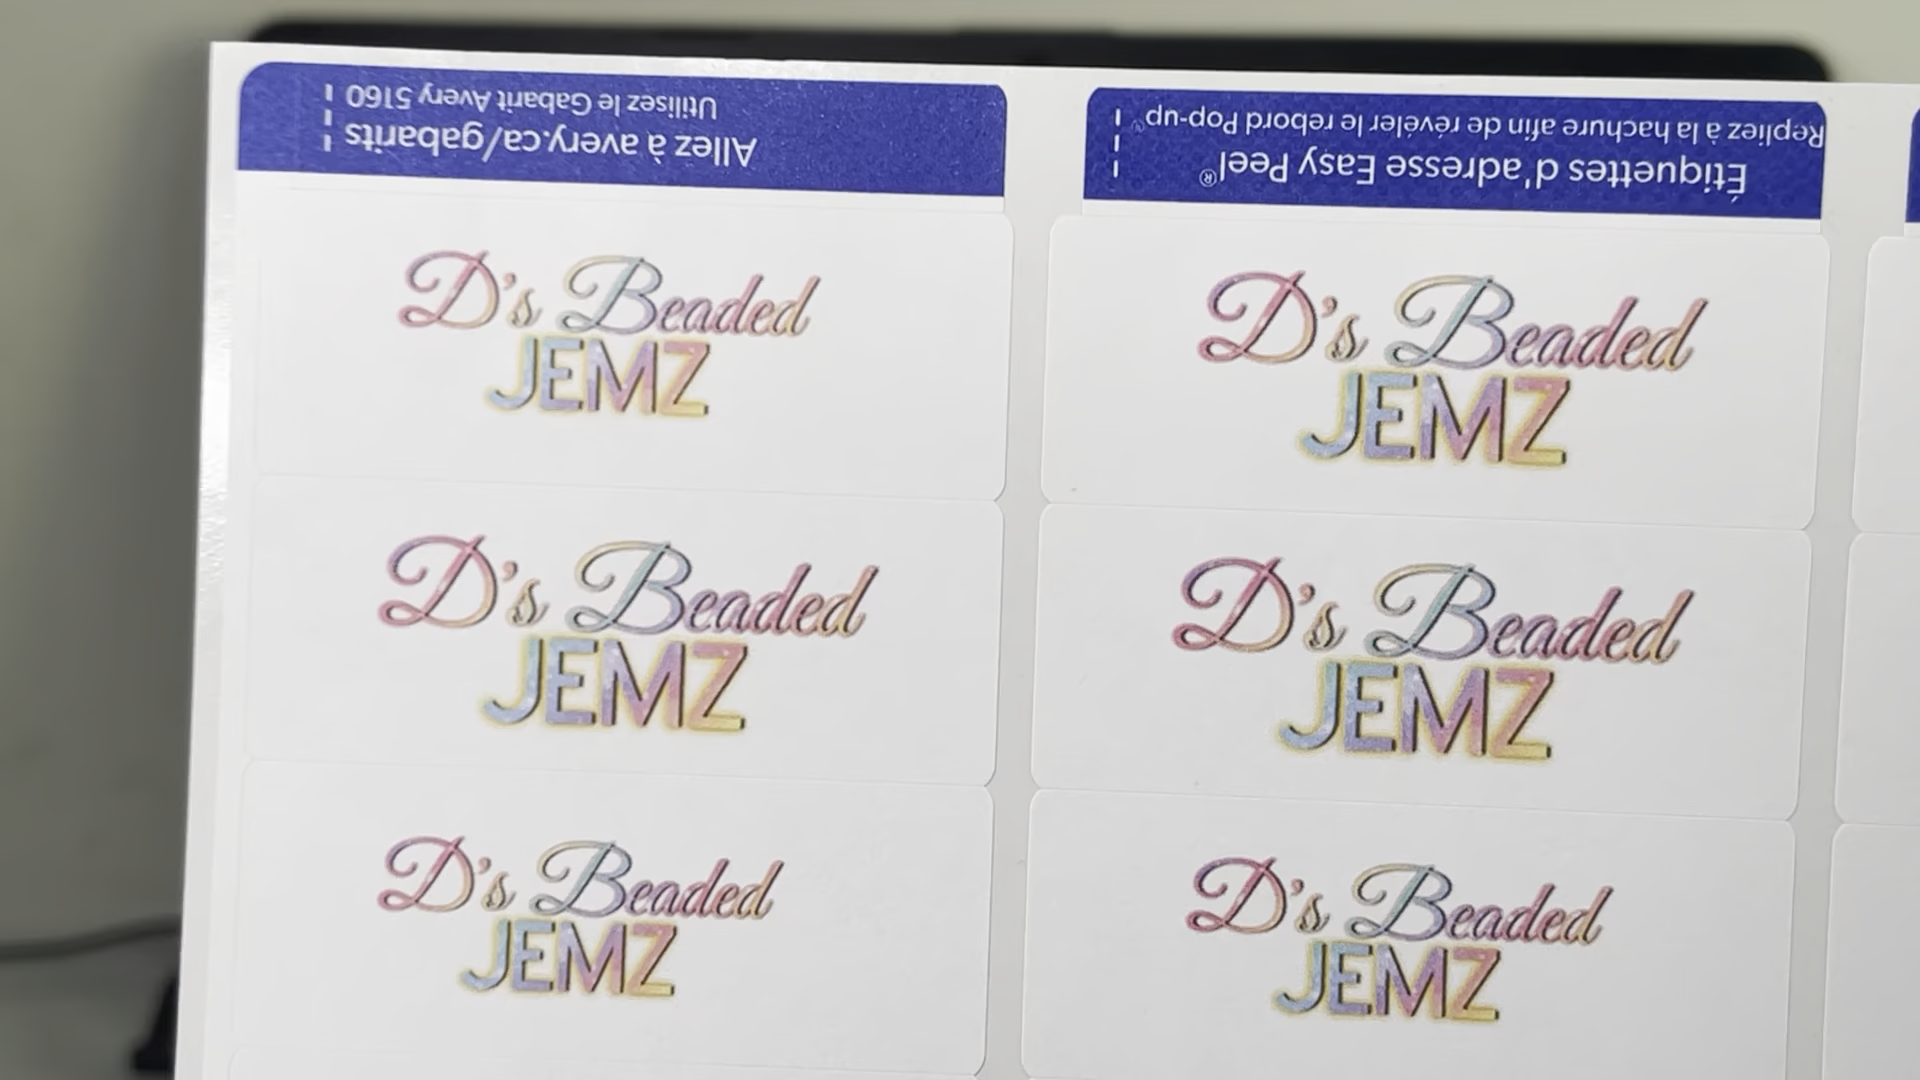 Allez à avery.ca/gabarits
Utilisez le Gabarit Avery 5160
Étiquettes d'adresse Easy Peel®
Repliez à la hachure afin de révéler le rebord Pop-up®
D's Beaded
JEMZ
D's Beaded
JEMZ
D's Beaded
JEMZ
D's Beaded
JEMZ
D's Beaded
JEMZ
D's Beaded
JEMZ